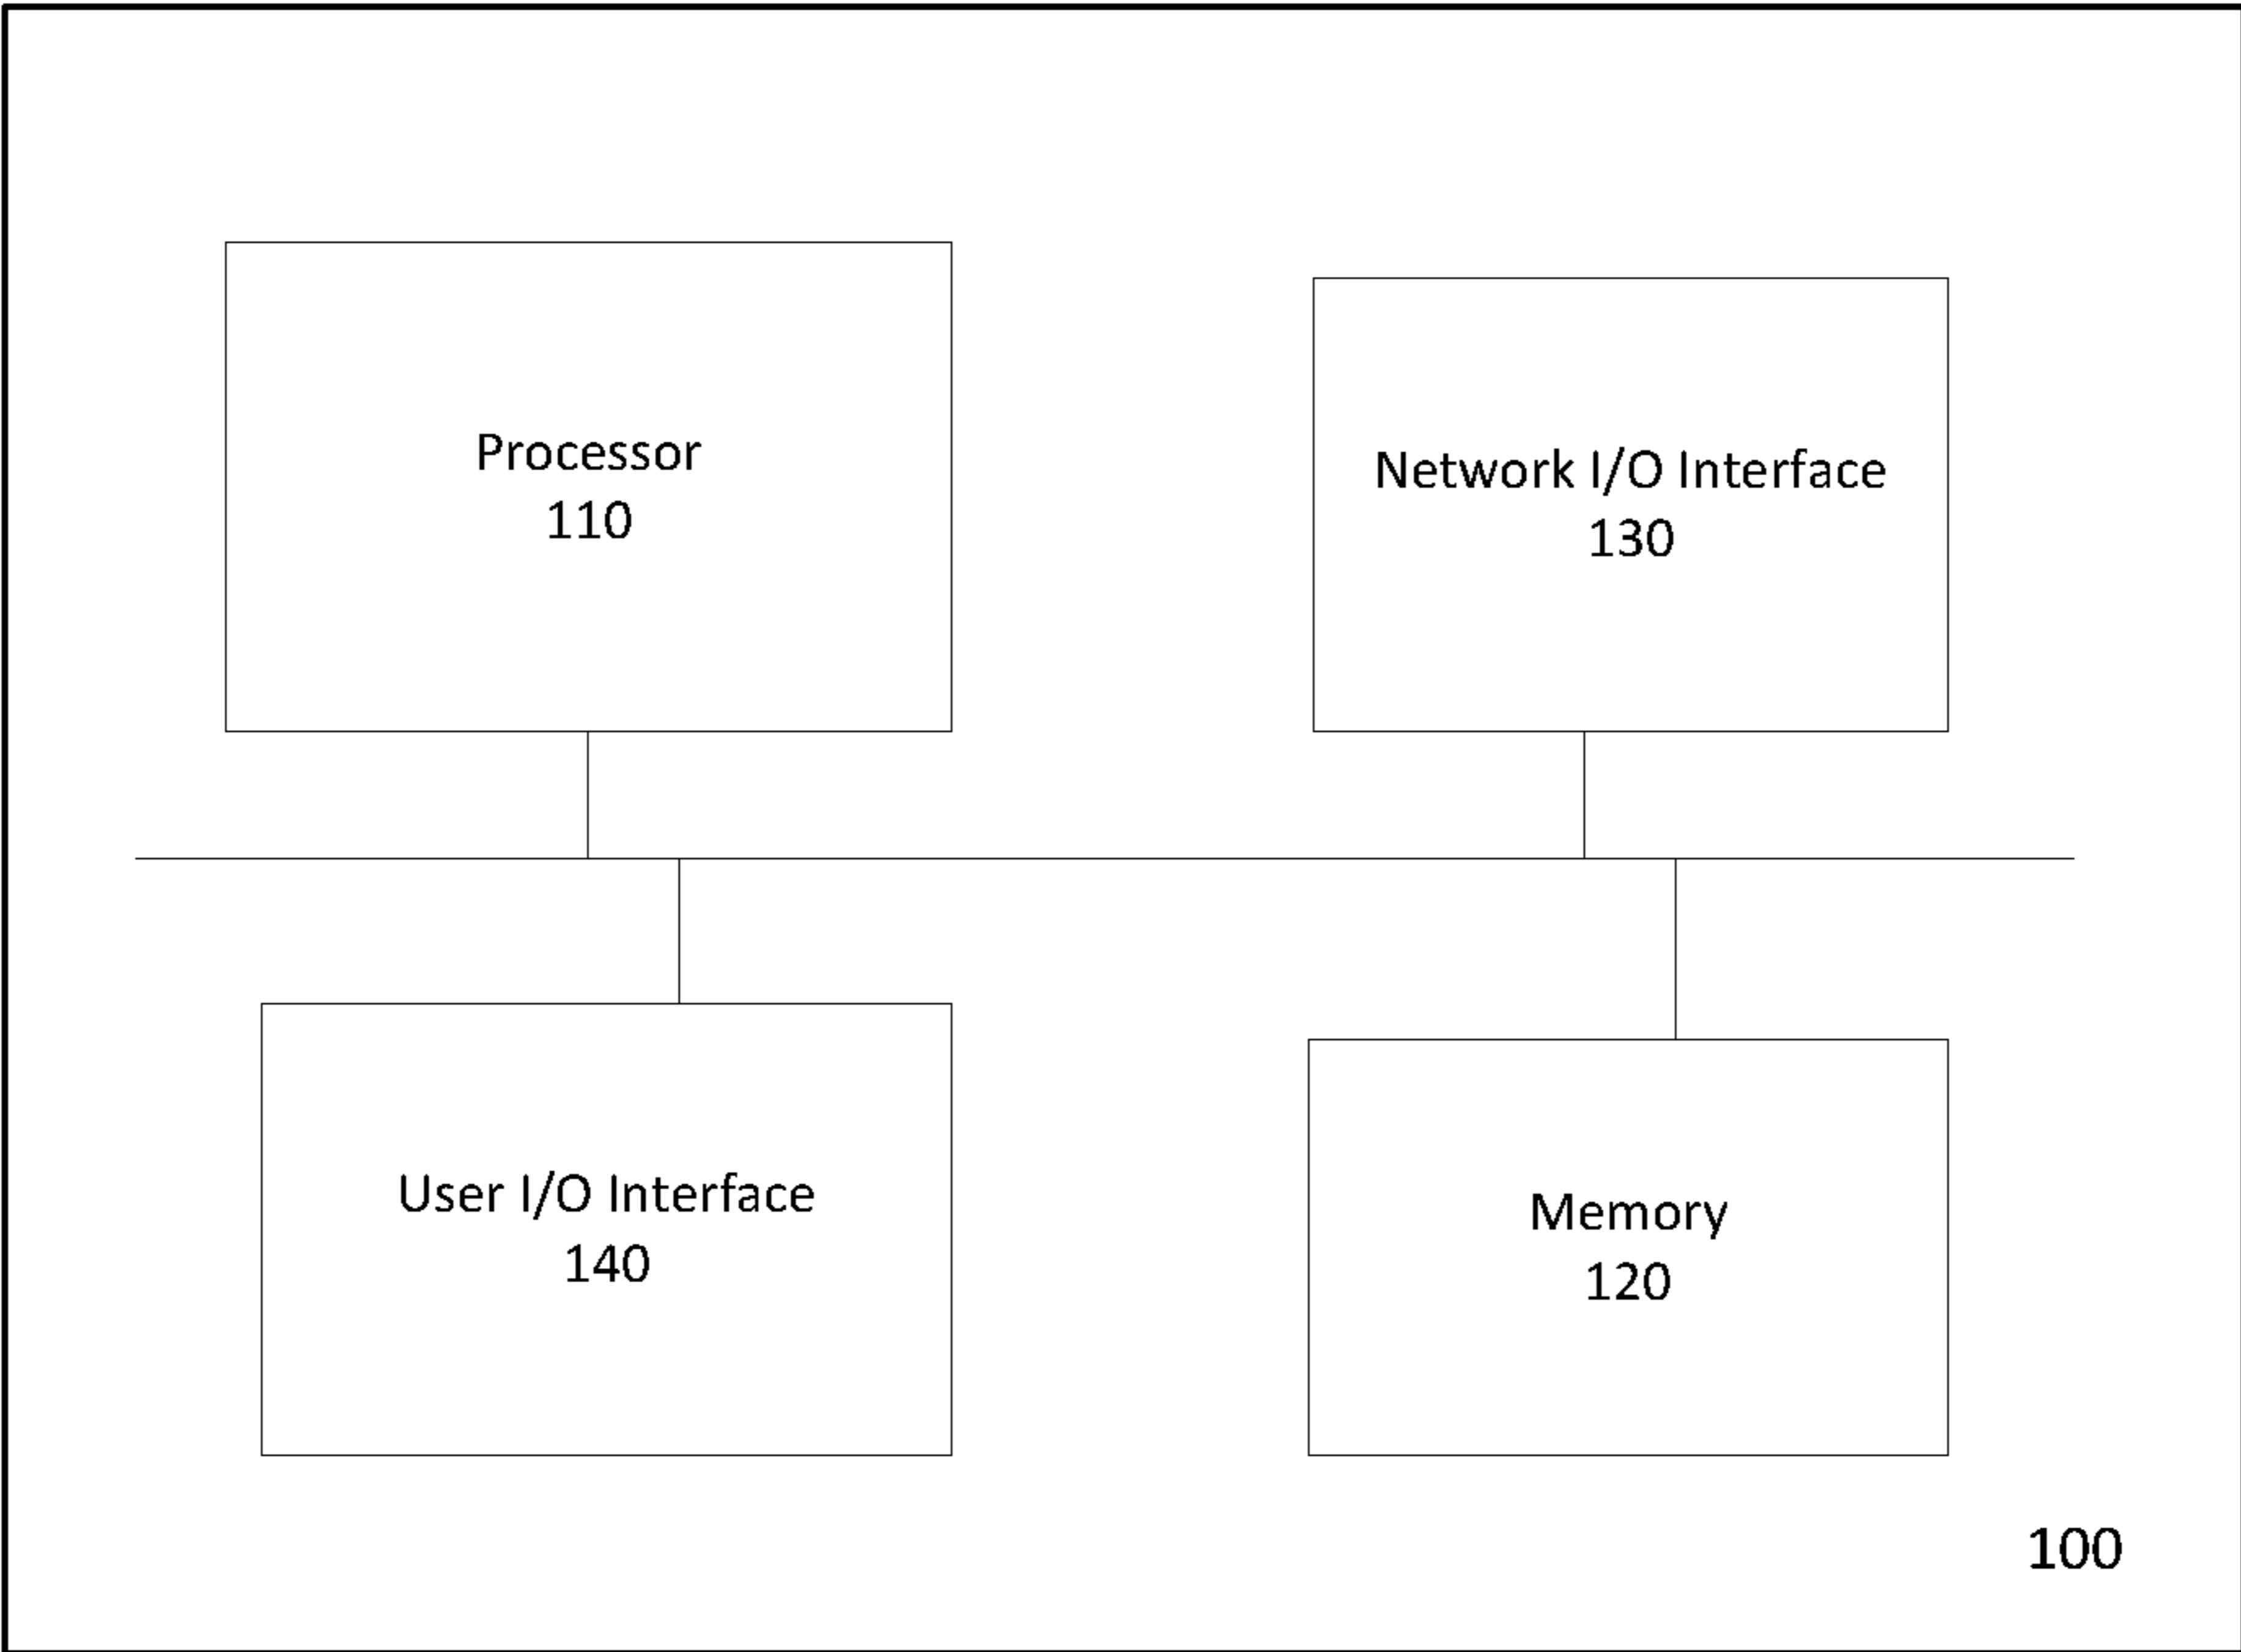 Processor
110
Network I/O Interface
130
User I/O Interface
140
Memory
120
100